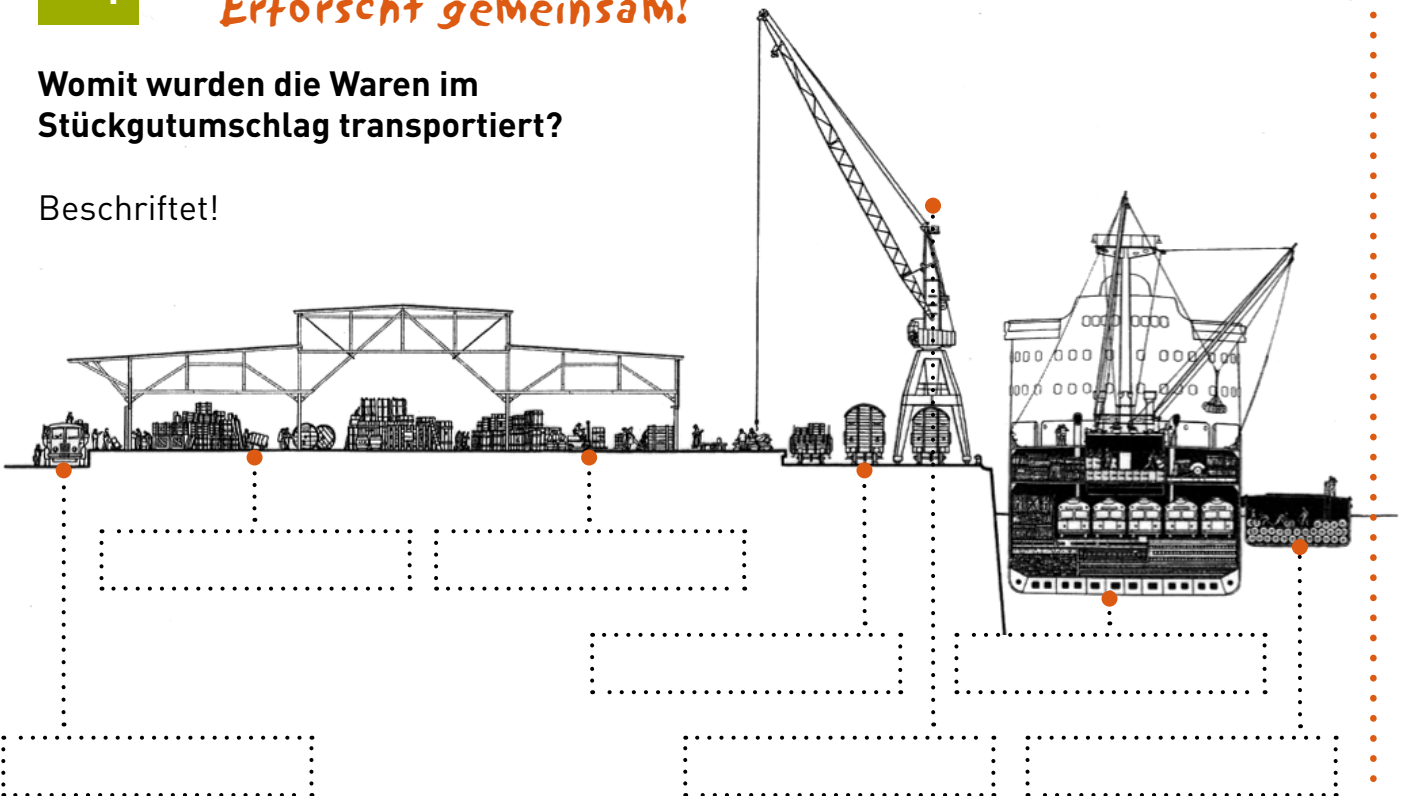 Erforscht gemeinsam!
Womit wurden die Waren im
Stückgutumschlag transportiert?
Beschriftet!